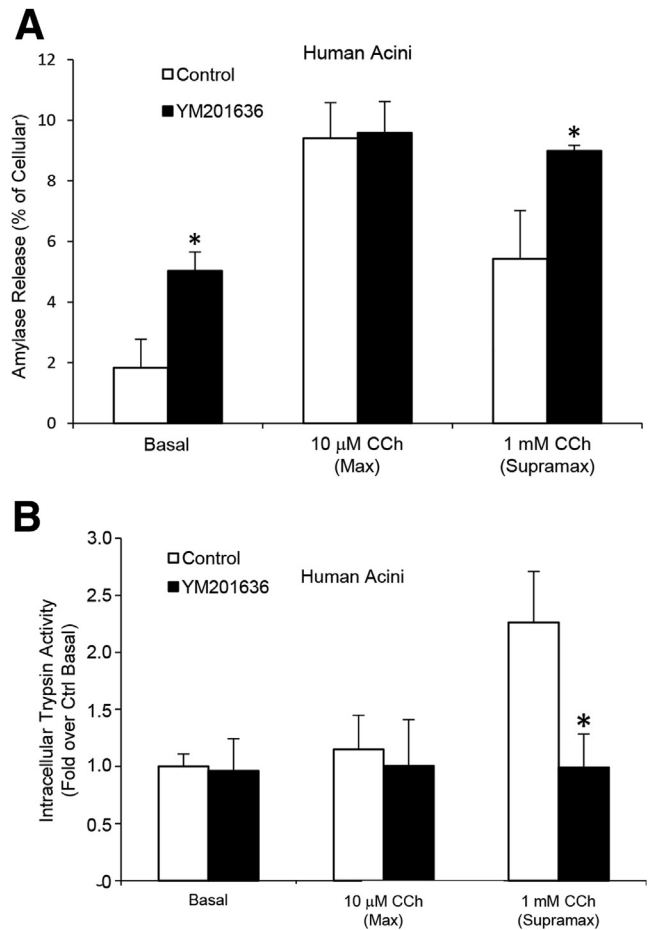 A
Human Acini
Control
YM201636
Amylase Release (% of Cellular)
12
10
8
6
4
2
0
*
*
Basal
10 μM CCh
(Max)
1 mM CCh
(Supramax)
B
Human Acini
Control
YM201636
Intracellular Trypsin Activity
(Fold over Ctrl Basal)
3.0
2.5
2.0
1.5
1.0
0.5
0
*
Basal
10 μM CCh
(Max)
1 mM CCh
(Supramax)